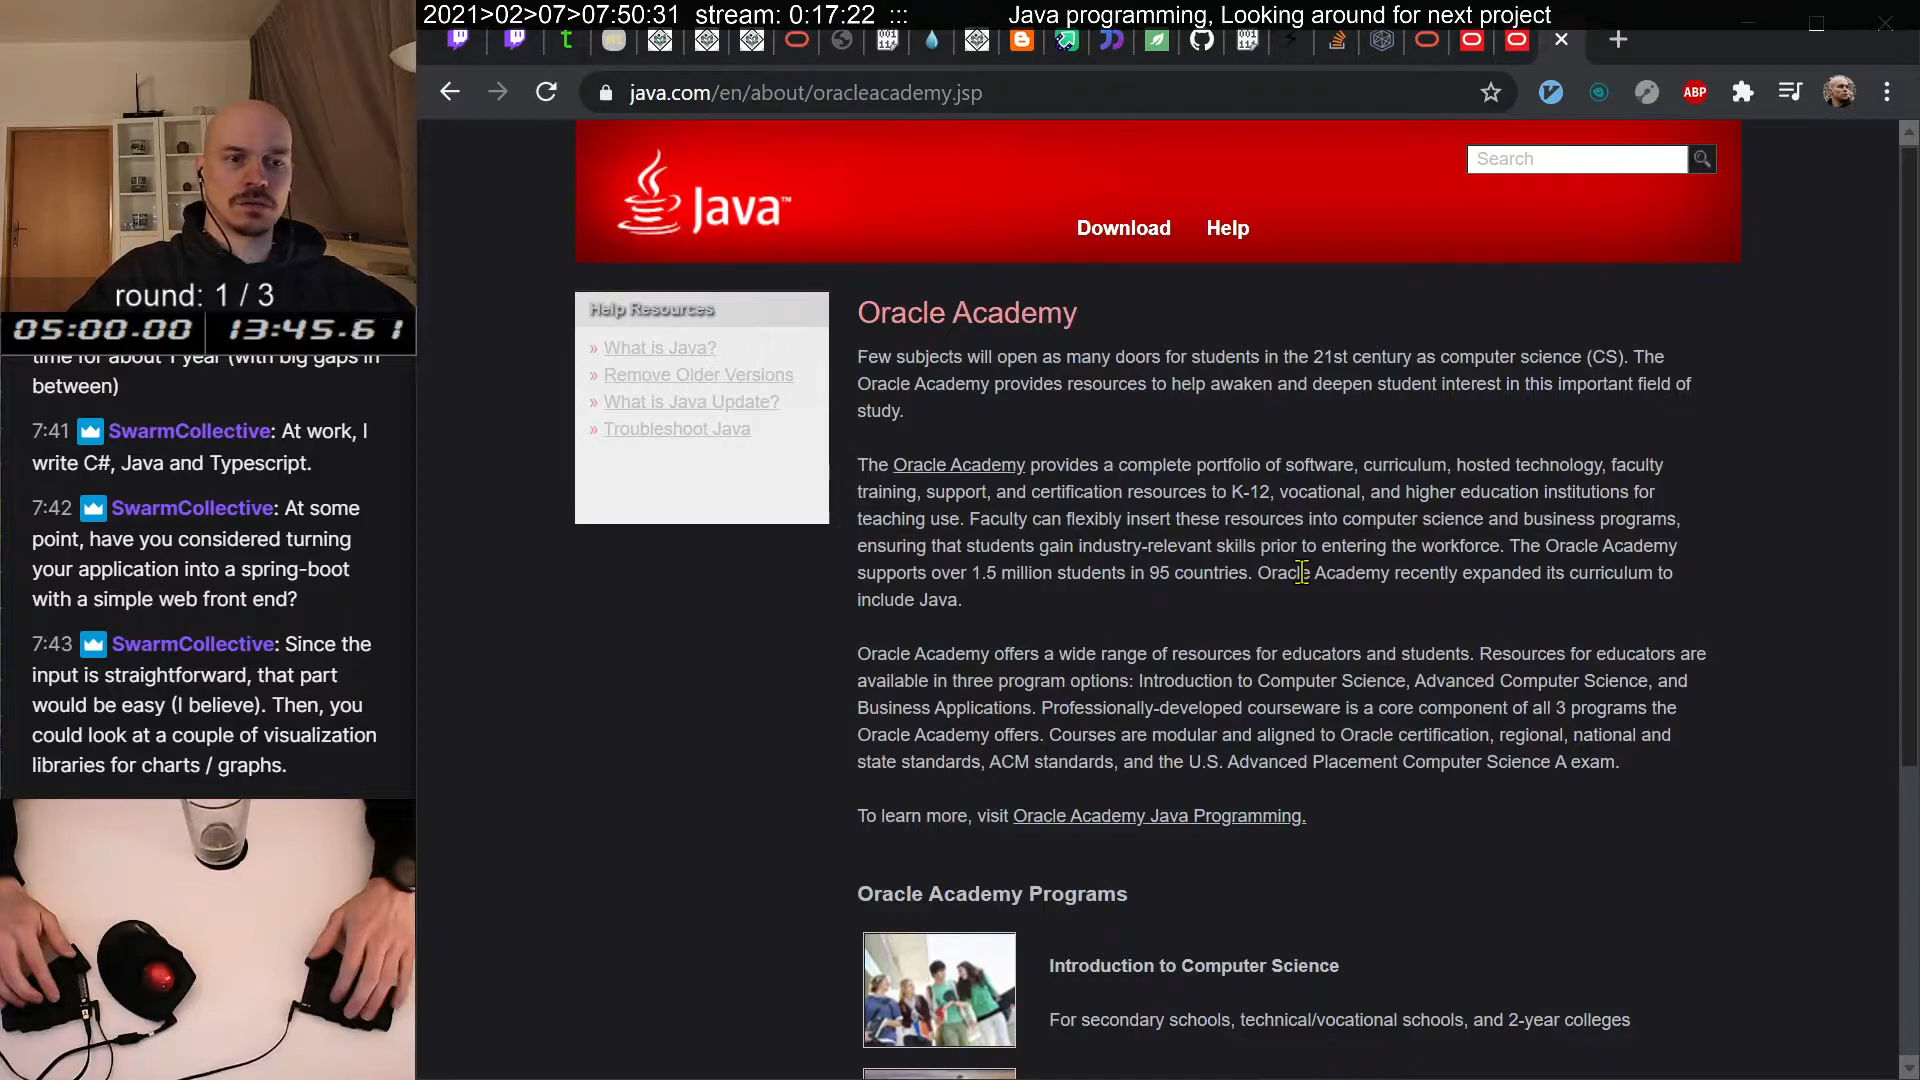 2021>02>07>07:50:31 stream: 0:17:22 :::
Java programming, Looking around for next project
java.com/en/about/oracleacademy.jsp
ABP
Java™
Search
Download Help
round: 1 / 3
05:00.00 13:45.61
time for about 1 year (with big gaps in
between)
7:41 SwarmCollective: At work, I
write C#, Java and Typescript.
7:42 SwarmCollective: At some
point, have you considered turning
your application into a spring-boot
with a simple web front end?
7:43 SwarmCollective: Since the
input is straightforward, that part
would be easy (I believe). Then, you
could look at a couple of visualization
libraries for charts / graphs.
Help Resources
» What is Java?
» Remove Older Versions
» What is Java Update?
» Troubleshoot Java
Oracle Academy
Few subjects will open as many doors for students in the 21st century as computer science (CS). The
Oracle Academy provides resources to help awaken and deepen student interest in this important field of
study.
The Oracle Academy provides a complete portfolio of software, curriculum, hosted technology, faculty
training, support, and certification resources to K-12, vocational, and higher education institutions for
teaching use. Faculty can flexibly insert these resources into computer science and business programs,
ensuring that students gain industry-relevant skills prior to entering the workforce. The Oracle Academy
supports over 1.5 million students in 95 countries. Oracle Academy recently expanded its curriculum to
include Java.
Oracle Academy offers a wide range of resources for educators and students. Resources for educators are
available in three program options: Introduction to Computer Science, Advanced Computer Science, and
Business Applications. Professionally-developed courseware is a core component of all 3 programs the
Oracle Academy offers. Courses are modular and aligned to Oracle certification, regional, national and
state standards, ACM standards, and the U.S. Advanced Placement Computer Science A exam.
To learn more, visit Oracle Academy Java Programming.
Oracle Academy Programs
Introduction to Computer Science
For secondary schools, technical/vocational schools, and 2-year colleges